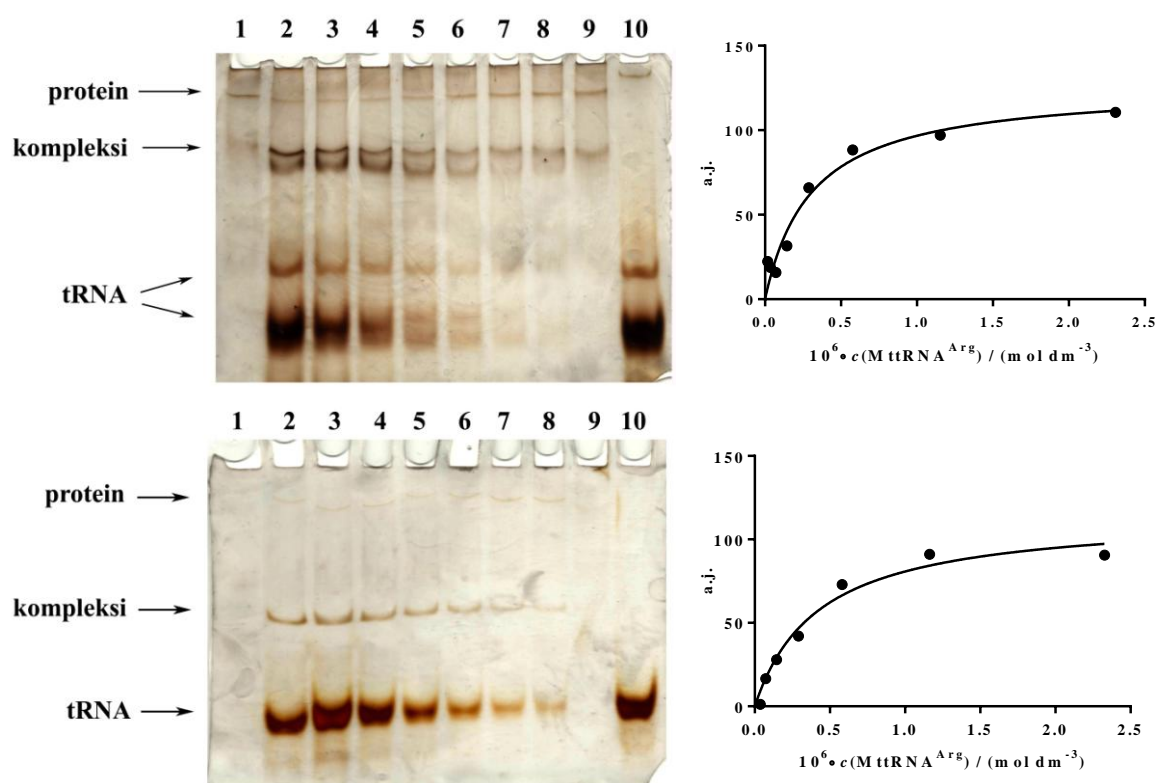 1 2 3 4 5 6 7 8 9 10
protein
kompleksi
tRNA
150
100
50
0
a.j.
0.0 0.5 1.0 1.5 2.0 2.5
10⁶∘c(MttRNA^Arg) / (mol dm⁻³)
1 2 3 4 5 6 7 8 9 10
protein
kompleksi
tRNA
150
100
50
0
a.j.
0.0 0.5 1.0 1.5 2.0 2.5
10⁶∘c(MttRNA^Arg) / (mol dm⁻³)